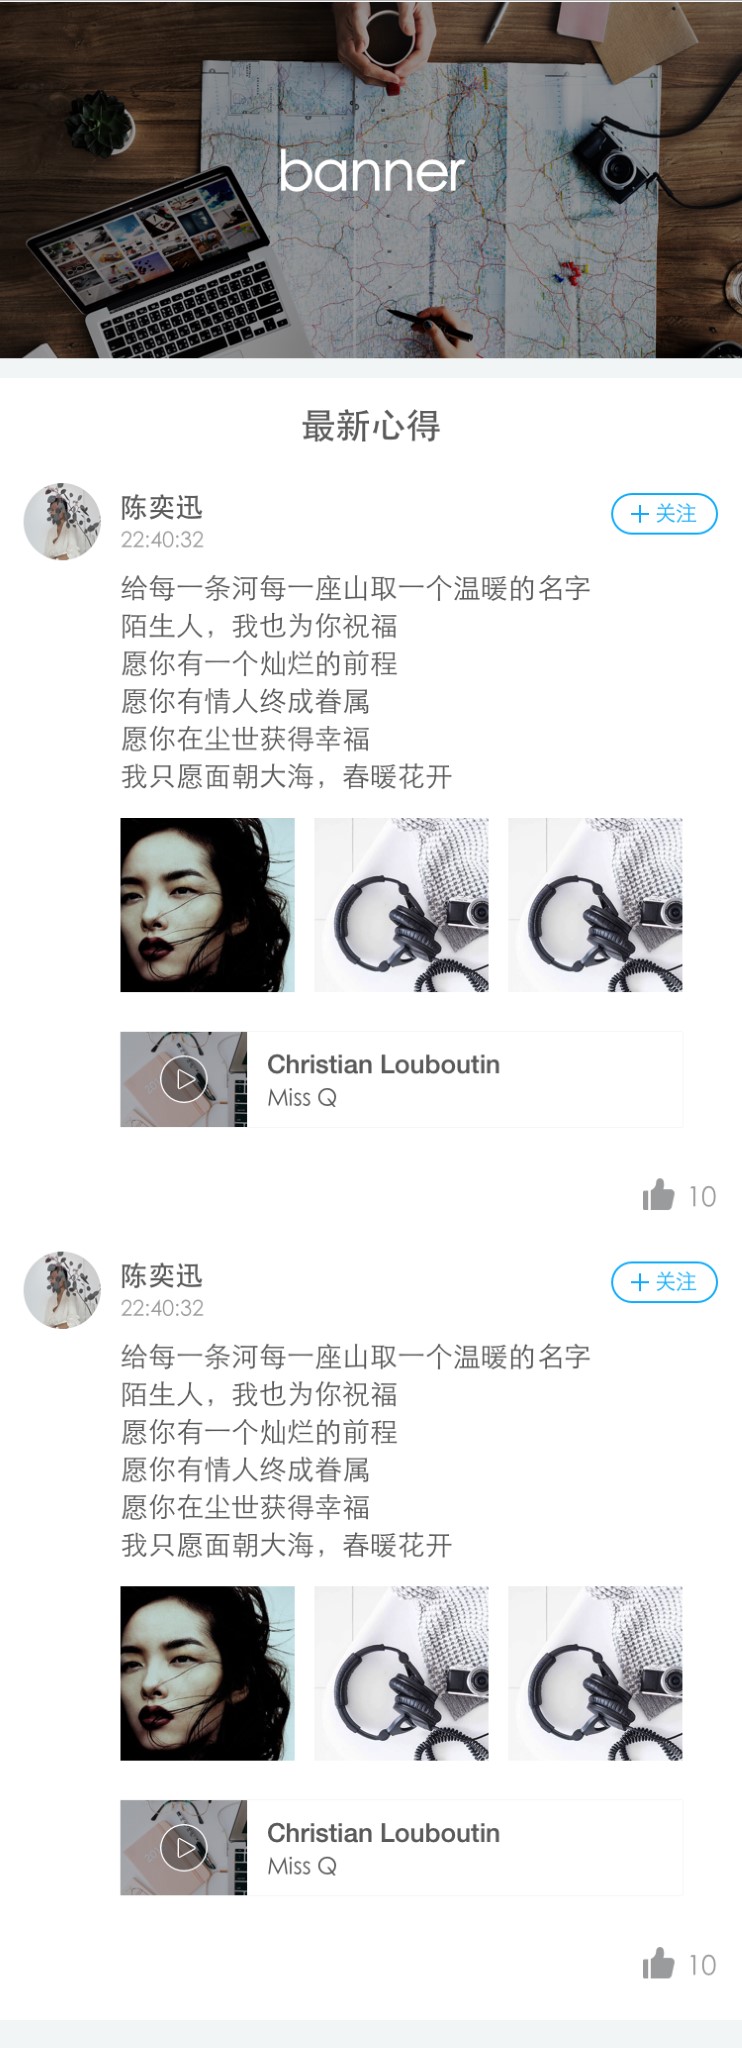 banner
最新心得
陈奕迅
+ 关注
22:40:32
给每一条河每一座山取一个温暖的名字
陌生人，我也为你祝福
愿你有一个灿烂的前程
愿你有情人终成眷属
愿你在尘世获得幸福
我只愿面朝大海，春暖花开
Christian Louboutin
Miss Q
10
陈奕迅
+ 关注
22:40:32
给每一条河每一座山取一个温暖的名字
陌生人，我也为你祝福
愿你有一个灿烂的前程
愿你有情人终成眷属
愿你在尘世获得幸福
我只愿面朝大海，春暖花开
Christian Louboutin
Miss Q
10